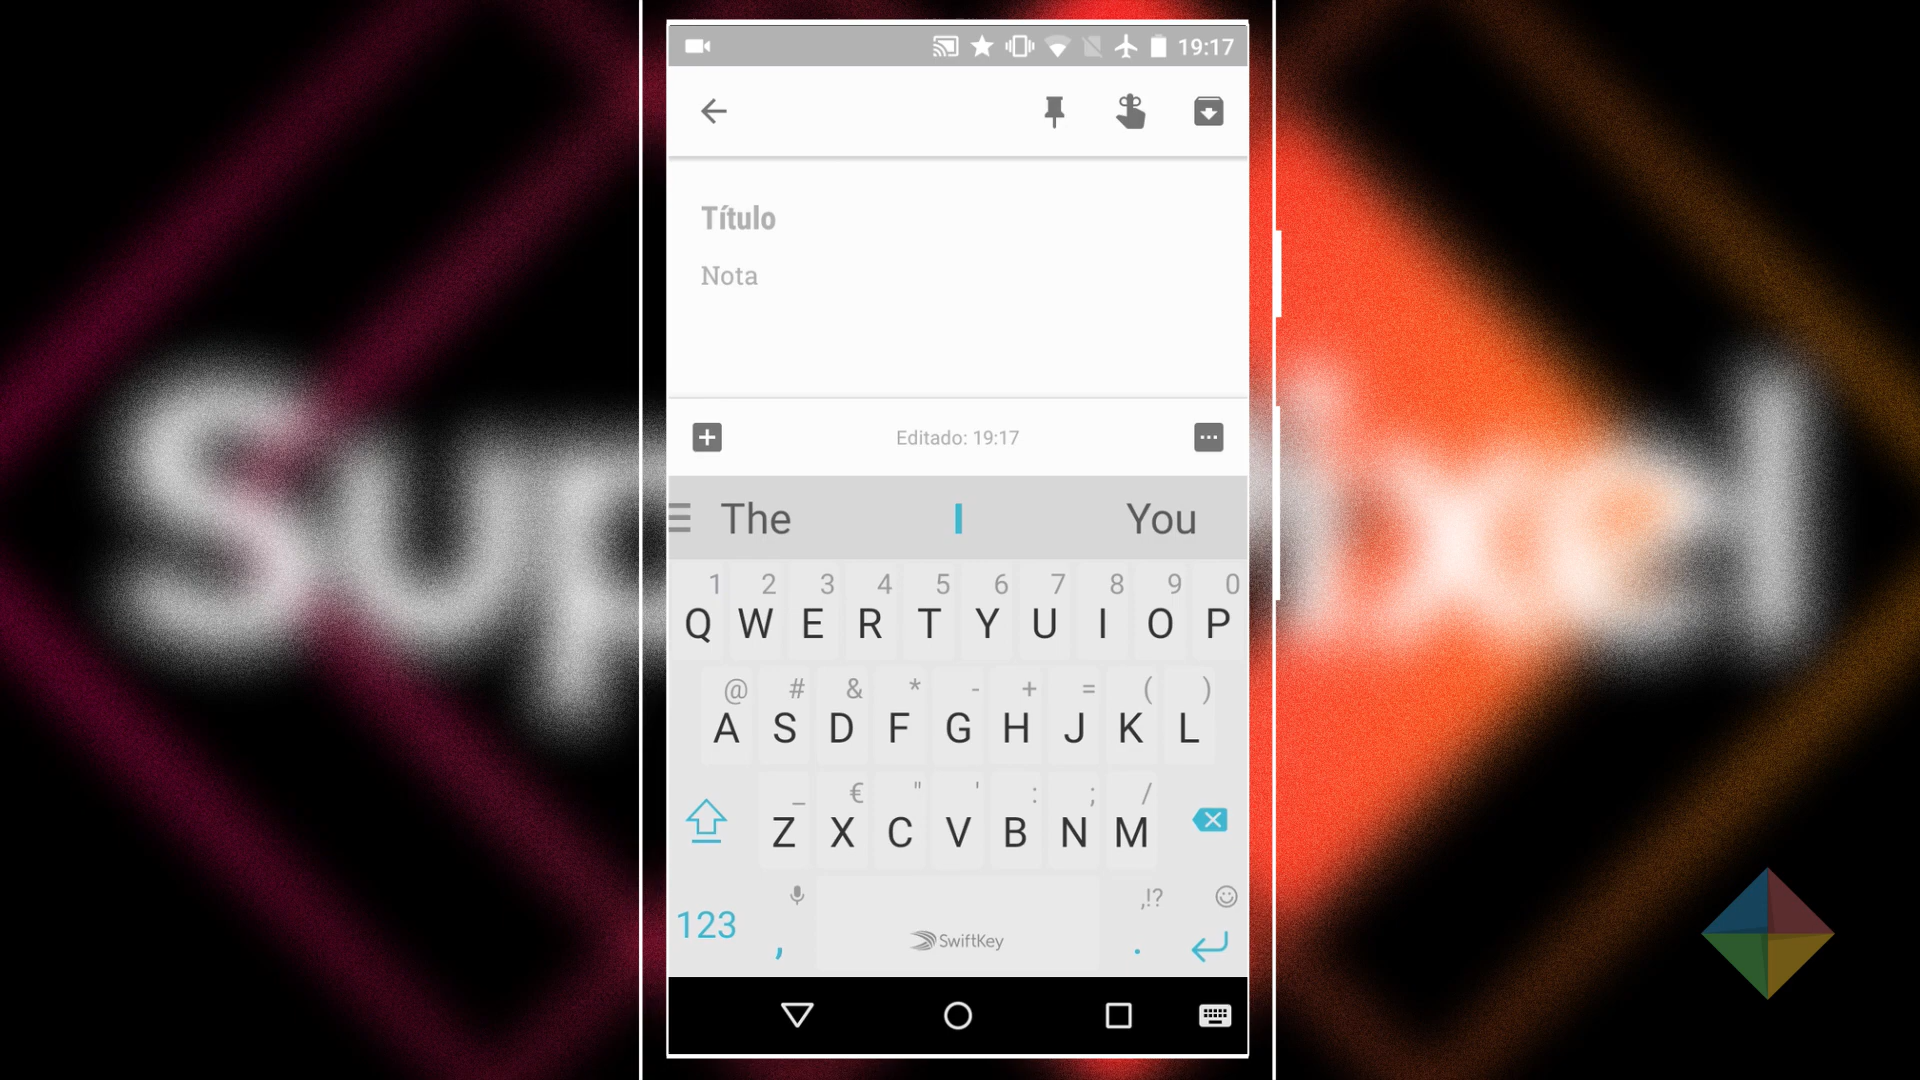 19:17
Título
Nota
Editado: 19:17
The I You
1 2 3 4 5 6 7 8 9 0
Q W E R T Y U I O P
@ # & * - + = ( )
A S D F G H J K L
_ € " ' : ; /
Z X C V B N M
,!?
123 , SwiftKey .